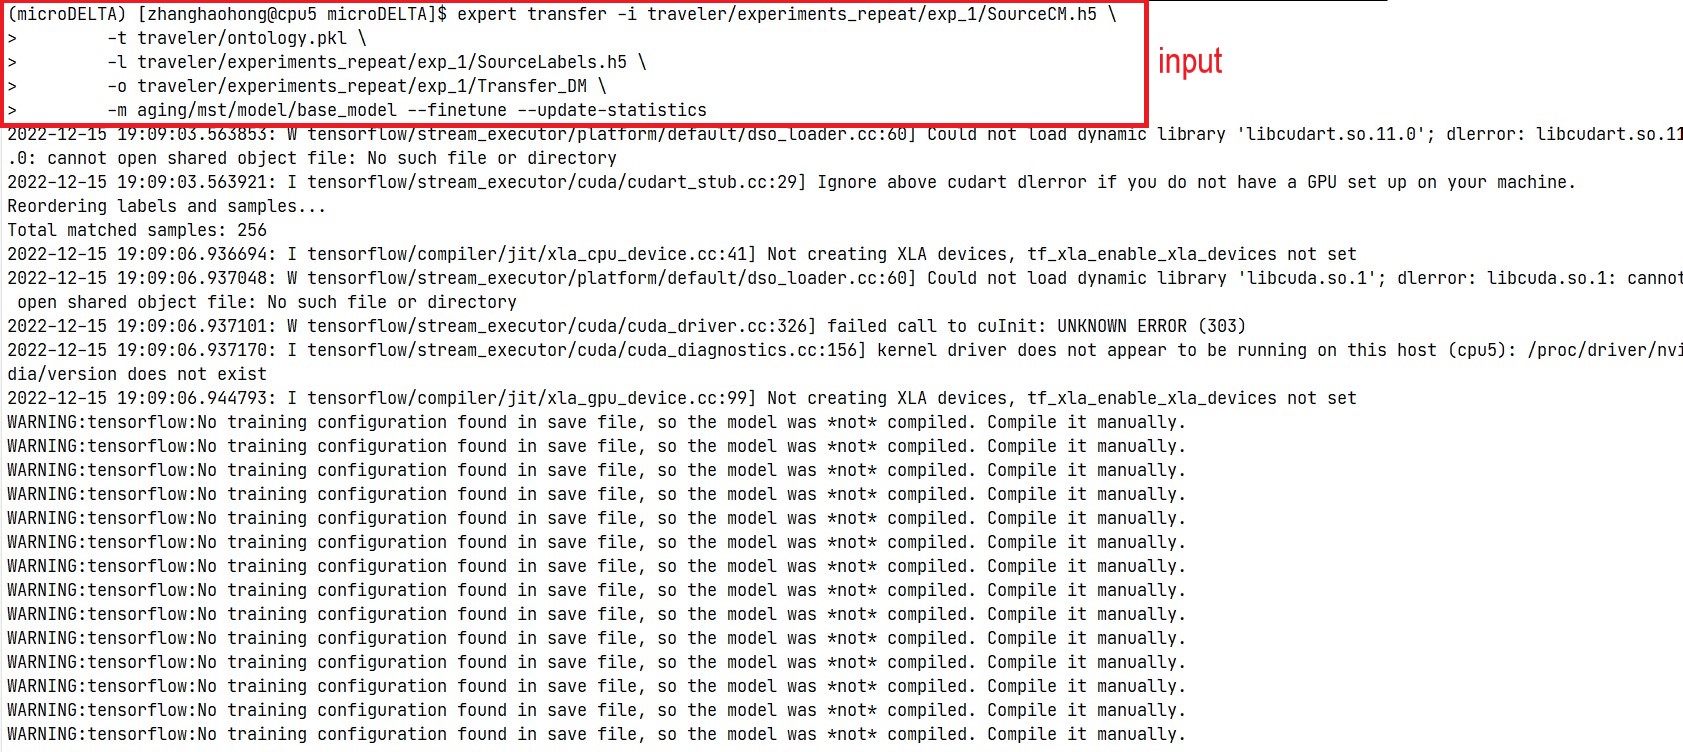 (microDELTA) [zhanghaohong@cpu5 microDELTA]$ expert transfer -i traveler/experiments_repeat/exp_1/SourceCM.h5 \
> -t traveler/ontology.pkl \
> -l traveler/experiments_repeat/exp_1/SourceLabels.h5 \
> -o traveler/experiments_repeat/exp_1/Transfer_DM \
> -m aging/mst/model/base_model --finetune --update-statistics
input
2022-12-15 19:09:03.563853: W tensorflow/stream_executor/platform/default/dso_loader.cc:60] Could not load dynamic library 'libcudart.so.11.0'; dlerror: libcudart.so.11
.0: cannot open shared object file: No such file or directory
2022-12-15 19:09:03.563921: I tensorflow/stream_executor/cuda/cudart_stub.cc:29] Ignore above cudart dlerror if you do not have a GPU set up on your machine.
Reordering labels and samples...
Total matched samples: 256
2022-12-15 19:09:06.936694: I tensorflow/compiler/jit/xla_cpu_device.cc:41] Not creating XLA devices, tf_xla_enable_xla_devices not set
2022-12-15 19:09:06.937048: W tensorflow/stream_executor/platform/default/dso_loader.cc:60] Could not load dynamic library 'libcuda.so.1'; dlerror: libcuda.so.1: cannot
open shared object file: No such file or directory
2022-12-15 19:09:06.937101: W tensorflow/stream_executor/cuda/cuda_driver.cc:326] failed call to cuInit: UNKNOWN ERROR (303)
2022-12-15 19:09:06.937170: I tensorflow/stream_executor/cuda/cuda_diagnostics.cc:156] kernel driver does not appear to be running on this host (cpu5): /proc/driver/nvi
dia/version does not exist
2022-12-15 19:09:06.944793: I tensorflow/compiler/jit/xla_gpu_device.cc:99] Not creating XLA devices, tf_xla_enable_xla_devices not set
WARNING:tensorflow:No training configuration found in save file, so the model was *not* compiled. Compile it manually.
WARNING:tensorflow:No training configuration found in save file, so the model was *not* compiled. Compile it manually.
WARNING:tensorflow:No training configuration found in save file, so the model was *not* compiled. Compile it manually.
WARNING:tensorflow:No training configuration found in save file, so the model was *not* compiled. Compile it manually.
WARNING:tensorflow:No training configuration found in save file, so the model was *not* compiled. Compile it manually.
WARNING:tensorflow:No training configuration found in save file, so the model was *not* compiled. Compile it manually.
WARNING:tensorflow:No training configuration found in save file, so the model was *not* compiled. Compile it manually.
WARNING:tensorflow:No training configuration found in save file, so the model was *not* compiled. Compile it manually.
WARNING:tensorflow:No training configuration found in save file, so the model was *not* compiled. Compile it manually.
WARNING:tensorflow:No training configuration found in save file, so the model was *not* compiled. Compile it manually.
WARNING:tensorflow:No training configuration found in save file, so the model was *not* compiled. Compile it manually.
WARNING:tensorflow:No training configuration found in save file, so the model was *not* compiled. Compile it manually.
WARNING:tensorflow:No training configuration found in save file, so the model was *not* compiled. Compile it manually.
WARNING:tensorflow:No training configuration found in save file, so the model was *not* compiled. Compile it manually.